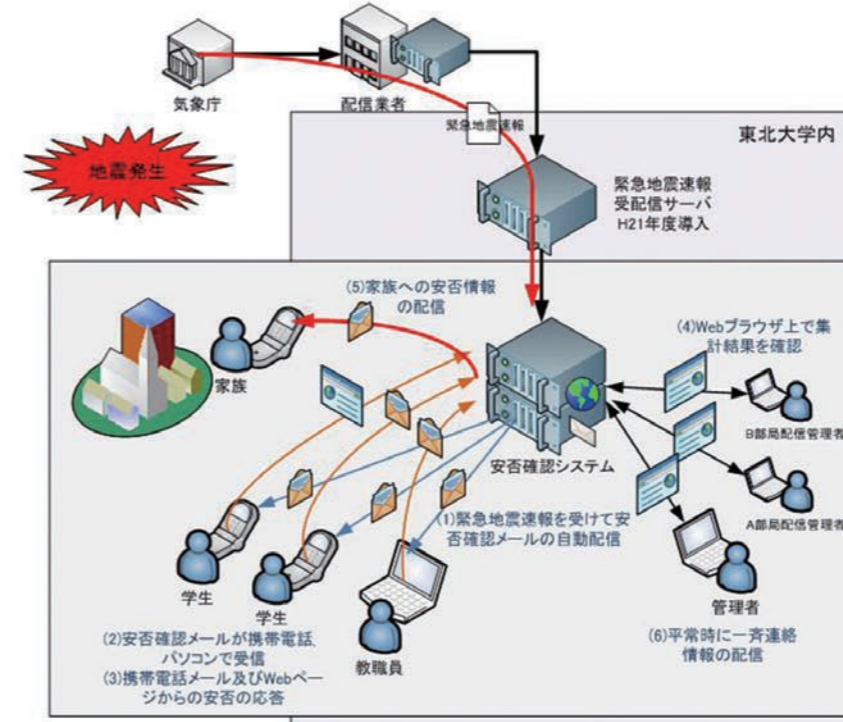 気象庁
配信業者
緊急地震速報
東北大学内
地震発生
緊急地震速報
受配信サーバ
H21年度導入
(5)家族への安否情報
の配信
(4)Webブラウザ上で集
計結果を確認
家族
B部局配信管理者
安否確認システム
(1)緊急地震速報を受けて安
否確認メールの自動配信
A部局配信管理者
学生
学生
教職員
管理者
(2)安否確認メールが携帯電話、
パソコンで受信
(3)携帯電話メール及びWebペー
ジからの安否の応答
(6)平常時に一斉連絡
情報の配信